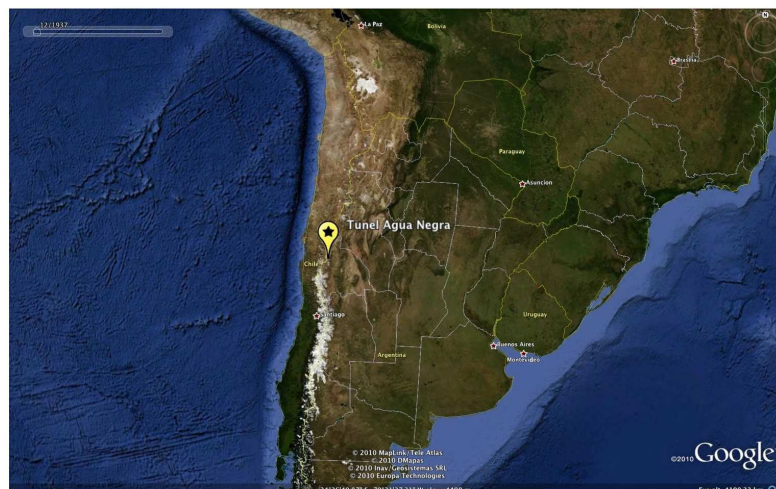 12/1937
N
La Paz
Bolivia
Brasilia
Paraguay
Asuncion
Tunel Agua Negra
Chile
Santiago
Uruguay
Buenos Aires
Montevideo
Argentina
© 2010 MapLink/Tele Atlas
© 2010 DMapas
© 2010 Inav/Geosistemas SRL
© 2010 Europa Technologies
©2010 Google